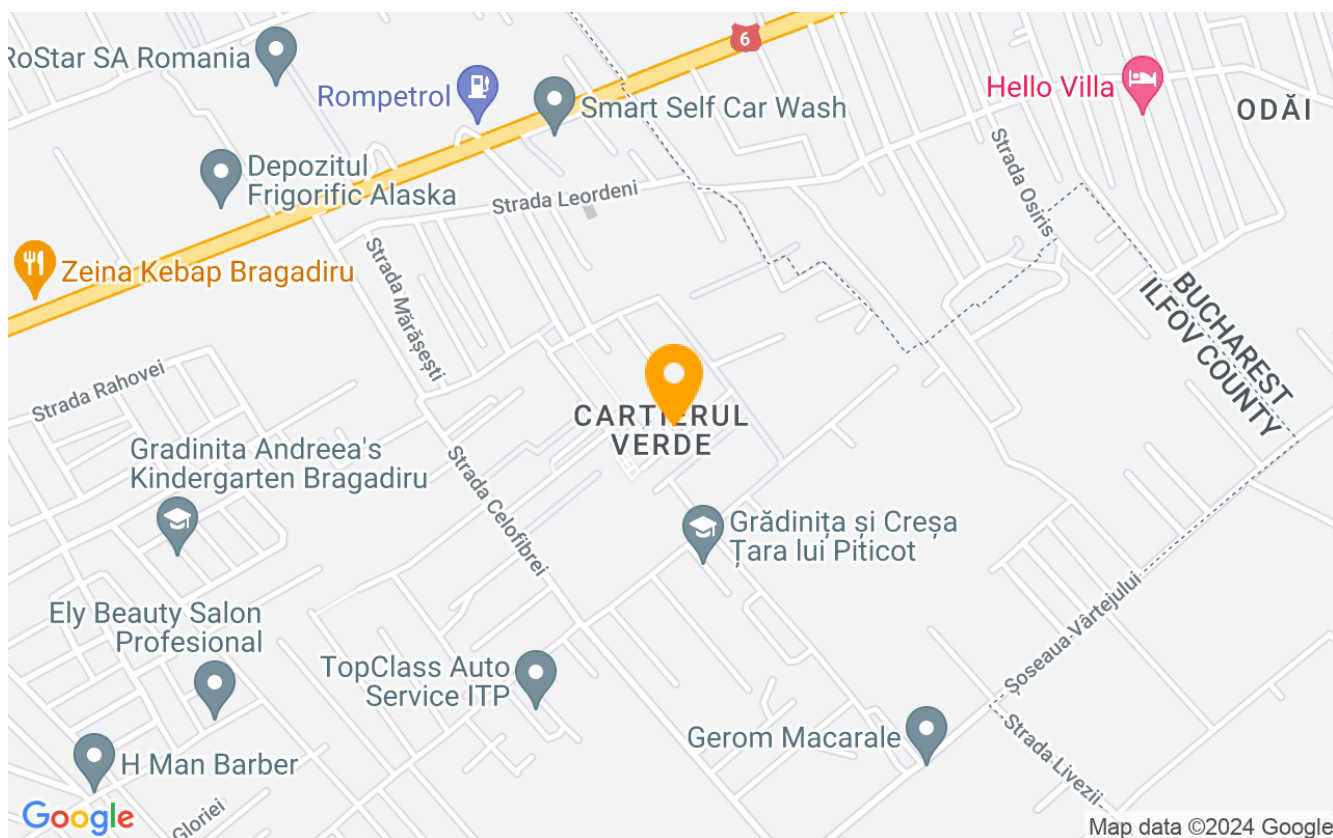 6
RoStar SA Romania
Rompetrol
Smart Self Car Wash
Hello Villa
ODĂI
Depozitul
Frigorific Alaska
Strada Leordeni
Strada Osiris
Zeina Kebap Bragadiru
Strada Mărășești
BUCHAREST
ILFOV COUNTY
Strada Rahovei
CARTIERUL
VERDE
Gradinita Andreea's
Kindergarten Bragadiru
Strada Celofibrei
Grădinița și Creșa
Țara lui Piticot
Ely Beauty Salon
Profesional
TopClass Auto
Service ITP
Șoseaua Vârtejului
Gerom Macarale
Strada Livezii
H Man Barber
Gloriei
Google
Map data ©2024 Google